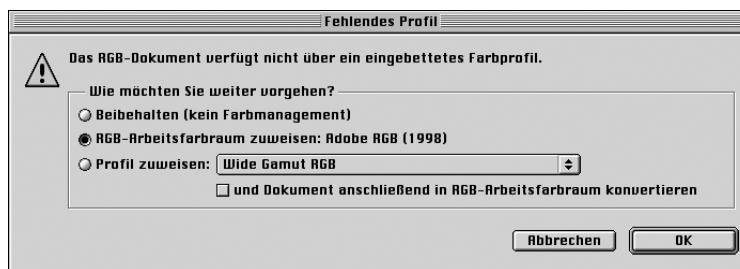 Fehlendes Profil
Das RGB-Dokument verfügt nicht über ein eingebettetes Farbprofil.
Wie möchten Sie weiter vorgehen?
Beibehalten (kein Farbmanagement)
RGB-Arbeitsfarbraum zuweisen: Adobe RGB (1998)
Profil zuweisen: Wide Gamut RGB
und Dokument anschließend in RGB-Arbeitsfarbraum konvertieren
Abbrechen OK